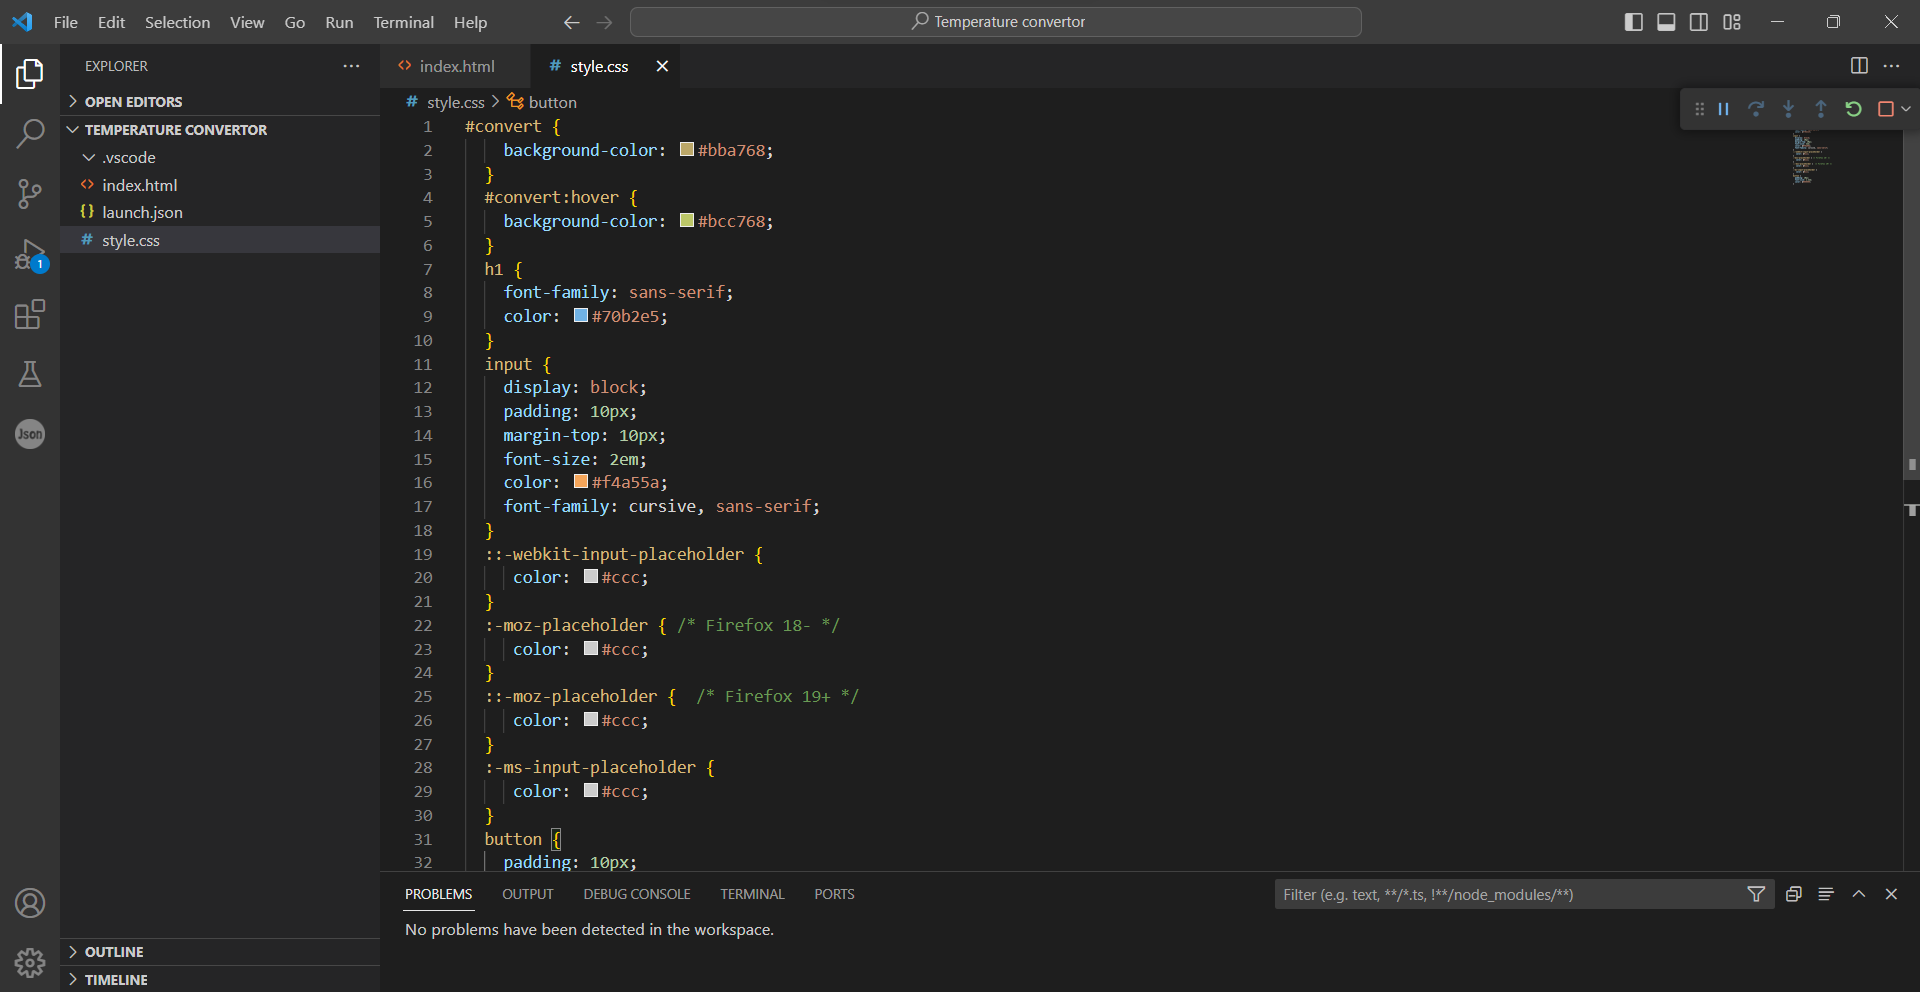 File Edit Selection View Go Run Terminal Help
Temperature convertor
EXPLORER
OPEN EDITORS
TEMPERATURE CONVERTOR
.vscode
<> index.html
{} launch.json
# style.css
OUTLINE
TIMELINE
1
Json
<> index.html
# style.css
# style.css > button
1 #convert {
2 background-color: #bba768;
3 }
4 #convert:hover {
5 background-color: #bcc768;
6 }
7 h1 {
8 font-family: sans-serif;
9 color: #70b2e5;
10 }
11 input {
12 display: block;
13 padding: 10px;
14 margin-top: 10px;
15 font-size: 2em;
16 color: #f4a55a;
17 font-family: cursive, sans-serif;
18 }
19 ::-webkit-input-placeholder {
20 color: #ccc;
21 }
22 :-moz-placeholder { /* Firefox 18- */
23 color: #ccc;
24 }
25 ::-moz-placeholder {  /* Firefox 19+ */
26 color: #ccc;
27 }
28 :-ms-input-placeholder {
29 color: #ccc;
30 }
31 button {
32 padding: 10px;
PROBLEMS OUTPUT DEBUG CONSOLE TERMINAL PORTS
Filter (e.g. text, **/*.ts, !**/node_modules/**)
No problems have been detected in the workspace.